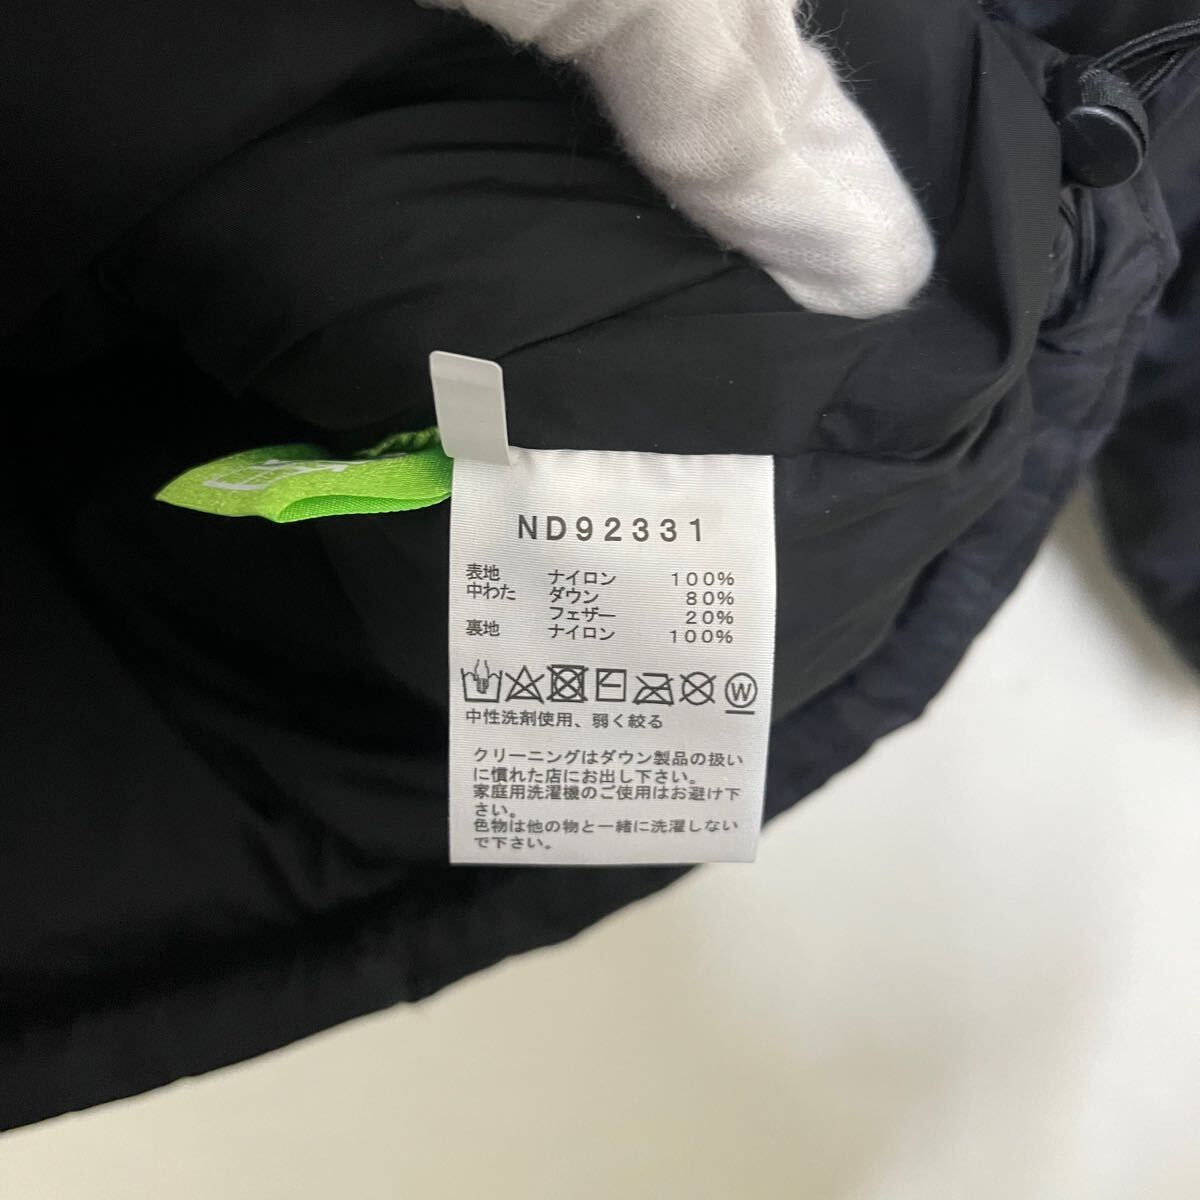 ND92331
表地 ナイロン 100%
中わた ダウン 80%
フェザー 20%
裏地 ナイロン 100%
W
中性洗剤使用、弱く絞る
クリーニングはダウン製品の扱い
に慣れた店にお出し下さい。
家庭用洗濯機のご使用はお避け下
さい。
色物は他の物と一緒に洗濯しない
で下さい。